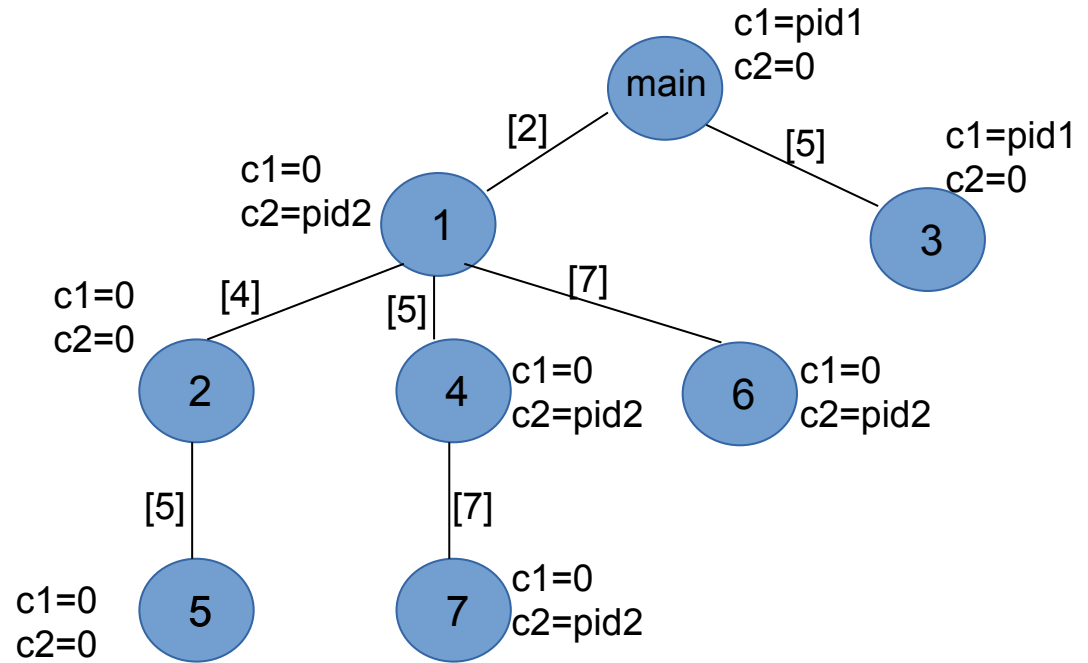 c1=pid1
c2=0
main
[2]
[5]
c1=pid1
c2=0
3
c1=0
c2=pid2
1
[4]
[5]
[7]
c1=0
c2=0
2
4
c1=0
c2=pid2
6
c1=0
c2=pid2
[5]
[7]
c1=0
c2=0
5
7
c1=0
c2=pid2